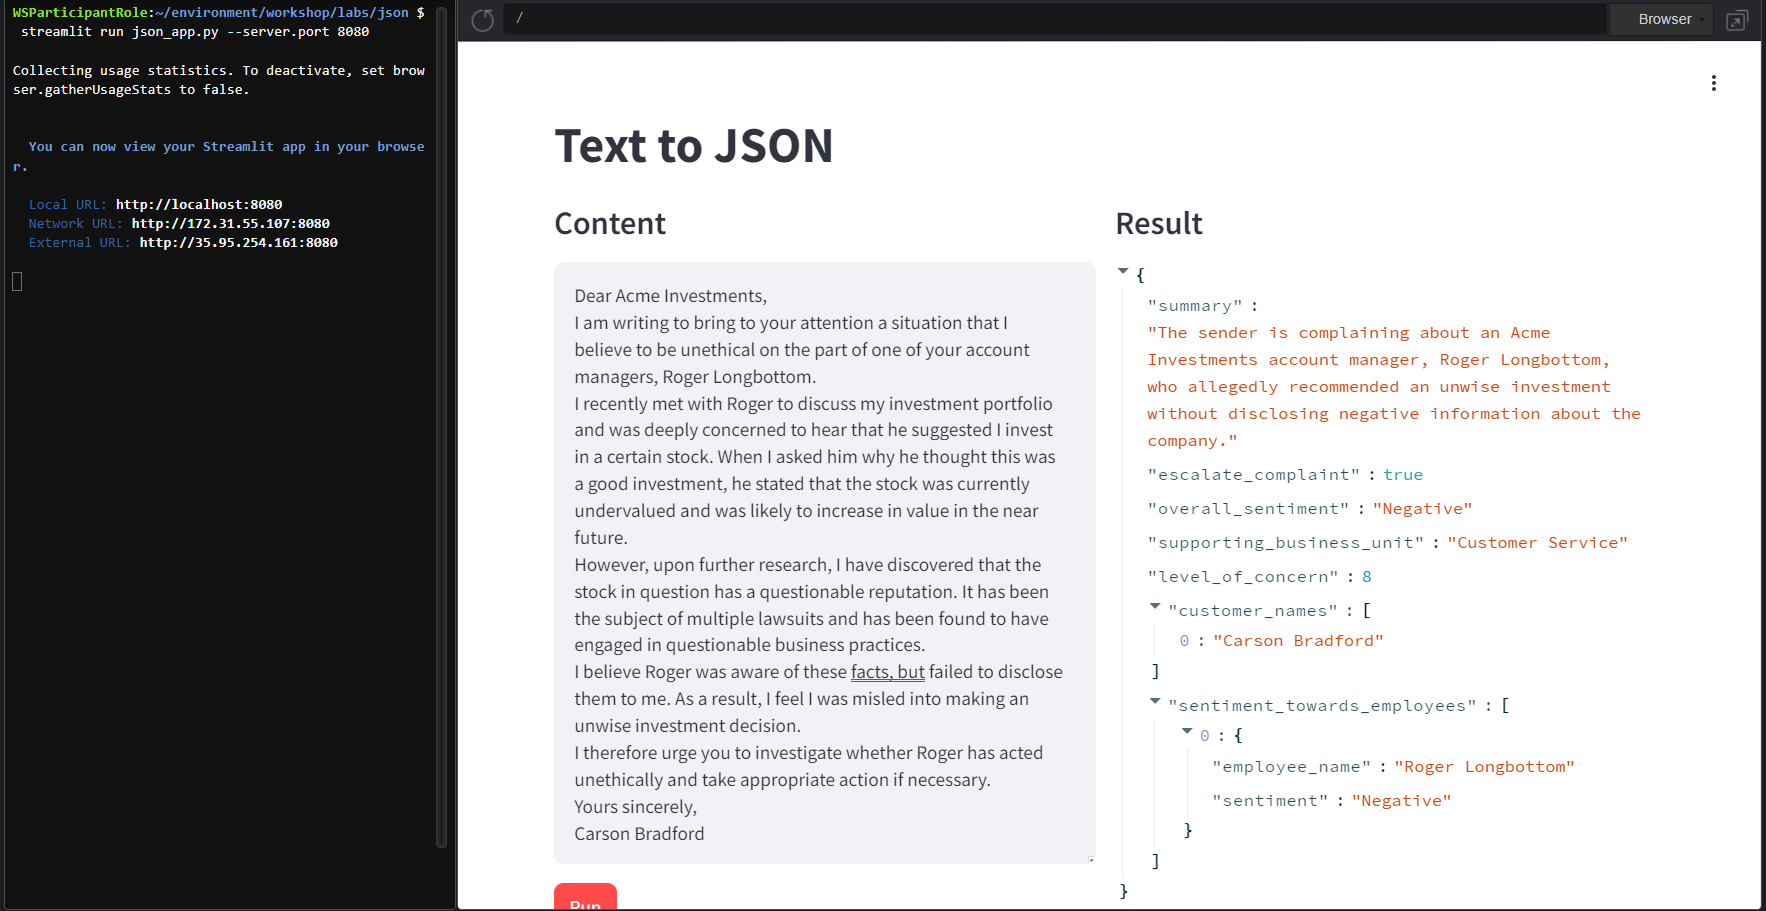 WSParticipantRole:~/environment/workshop/labs/json $
streamlit run json_app.py --server.port 8080
Collecting usage statistics. To deactivate, set brow
ser.gatherUsageStats to false.
You can now view your Streamlit app in your browse
r.
Local URL: http://localhost:8080
Network URL: http://172.31.55.107:8080
External URL: http://35.95.254.161:8080
/
Browser
Text to JSON
Content
Dear Acme Investments,
I am writing to bring to your attention a situation that I
believe to be unethical on the part of one of your account
managers, Roger Longbottom.
I recently met with Roger to discuss my investment portfolio
and was deeply concerned to hear that he suggested I invest
in a certain stock. When I asked him why he thought this was
a good investment, he stated that the stock was currently
undervalued and was likely to increase in value in the near
future.
However, upon further research, I have discovered that the
stock in question has a questionable reputation. It has been
the subject of multiple lawsuits and has been found to have
engaged in questionable business practices.
I believe Roger was aware of these facts, but failed to disclose
them to me. As a result, I feel I was misled into making an
unwise investment decision.
I therefore urge you to investigate whether Roger has acted
unethically and take appropriate action if necessary.
Yours sincerely,
Carson Bradford
Run
Result
{
"summary" :
"The sender is complaining about an Acme
Investments account manager, Roger Longbottom,
who allegedly recommended an unwise investment
without disclosing negative information about the
company."
"escalate_complaint" : true
"overall_sentiment" : "Negative"
"supporting_business_unit" : "Customer Service"
"level_of_concern" : 8
"customer_names" : [
0 : "Carson Bradford"
]
"sentiment_towards_employees" : [
0 : {
"employee_name" : "Roger Longbottom"
"sentiment" : "Negative"
}
]
}